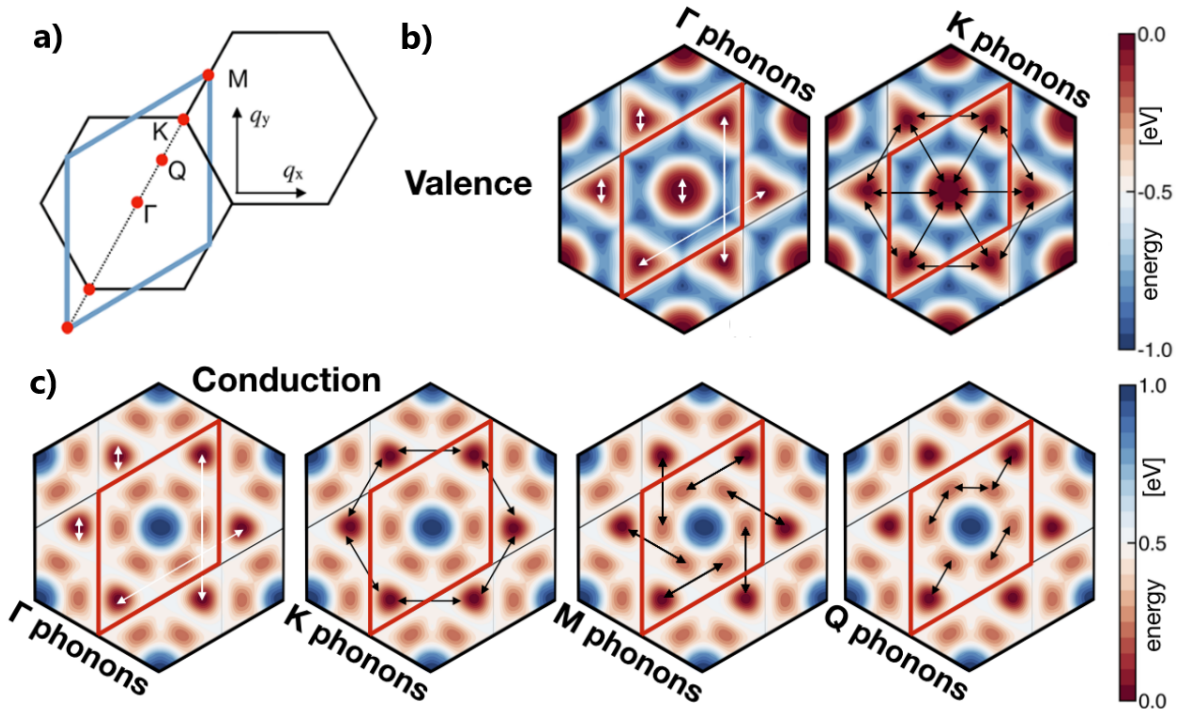 a)
M
K
Q
Γ
qy
qx
b)
Γ phonons
K phonons
Valence
0.0
[eV]
-0.5
energy
-1.0
c)
Conduction
Γ phonons
K phonons
M phonons
Q phonons
1.0
[eV]
0.5
energy
0.0